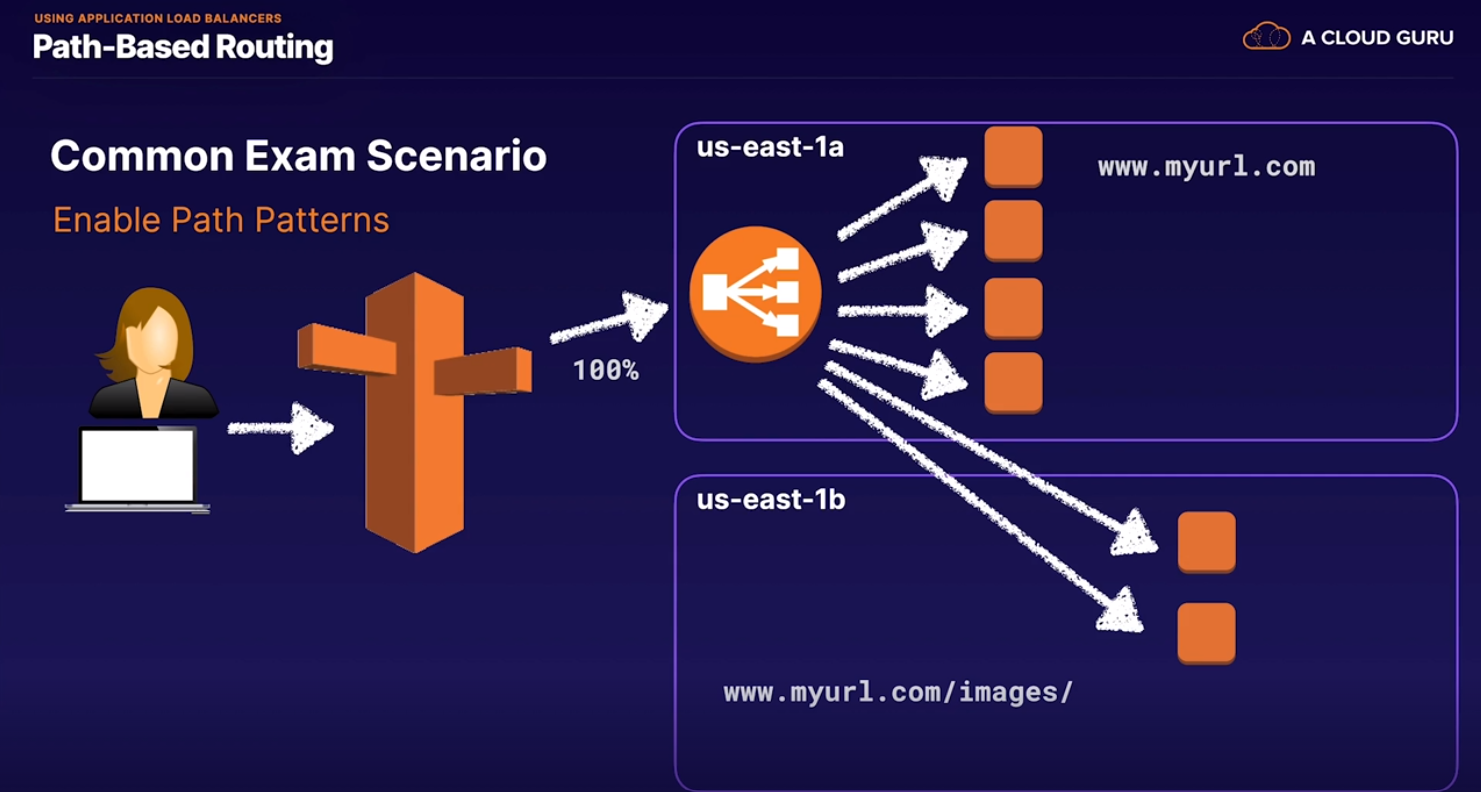 USING APPLICATION LOAD BALANCERS
Path-Based Routing
A CLOUD GURU
Common Exam Scenario
Enable Path Patterns
100%
us-east-1a
www.myurl.com
us-east-1b
www.myurl.com/images/